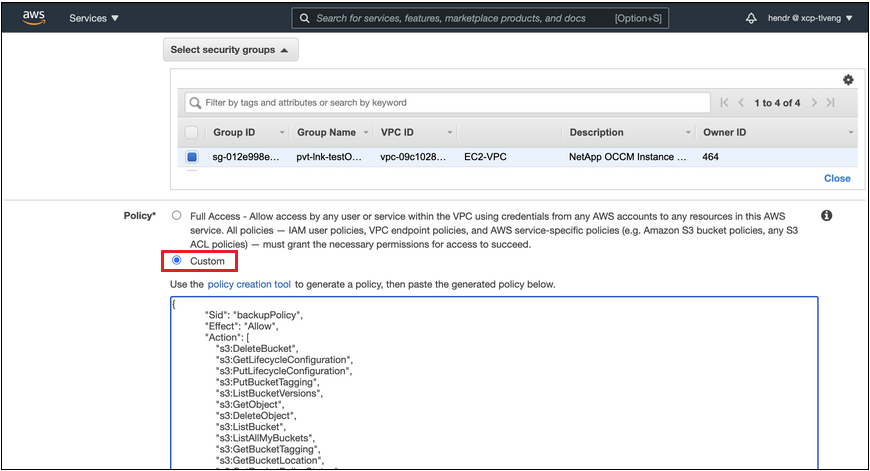 aws Services Search for services, features, marketplace products, and docs [Option+S] hendr @ xcp-tlveng
Select security groups
Filter by tags and attributes or search by keyword 1 to 4 of 4
Group ID Group Name VPC ID Description Owner ID
sg-012e998e... pvt-lnk-testO... vpc-09c1028... EC2-VPC NetApp OCCM Instance ... 464
Close
Policy* Full Access - Allow access by any user or service within the VPC using credentials from any AWS accounts to any resources in this AWS
service. All policies — IAM user policies, VPC endpoint policies, and AWS service-specific policies (e.g. Amazon S3 bucket policies, any S3
ACL policies) — must grant the necessary permissions for access to succeed.
Custom
Use the policy creation tool to generate a policy, then paste the generated policy below.
{
"Sid": "backupPolicy",
"Effect": "Allow",
"Action": [
"s3:DeleteBucket",
"s3:GetLifecycleConfiguration",
"s3:PutLifecycleConfiguration",
"s3:PutBucketTagging",
"s3:ListBucketVersions",
"s3:GetObject",
"s3:DeleteObject",
"s3:ListBucket",
"s3:ListAllMyBuckets",
"s3:GetBucketTagging",
"s3:GetBucketLocation",